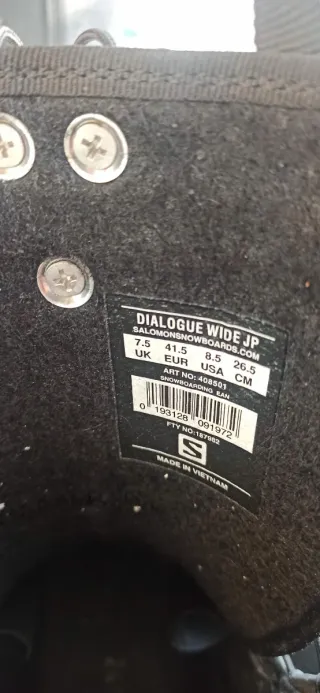 DIALOGUE WIDE JP
SALOMONSNOWBOARDS.COM
7.5 41.5 8.5 26.5
UK EUR USA CM
ART NO: 408501
SNOWBOARDING EAN
0 193128 091972
FTY NO:187982
S
MADE IN VIETNAM